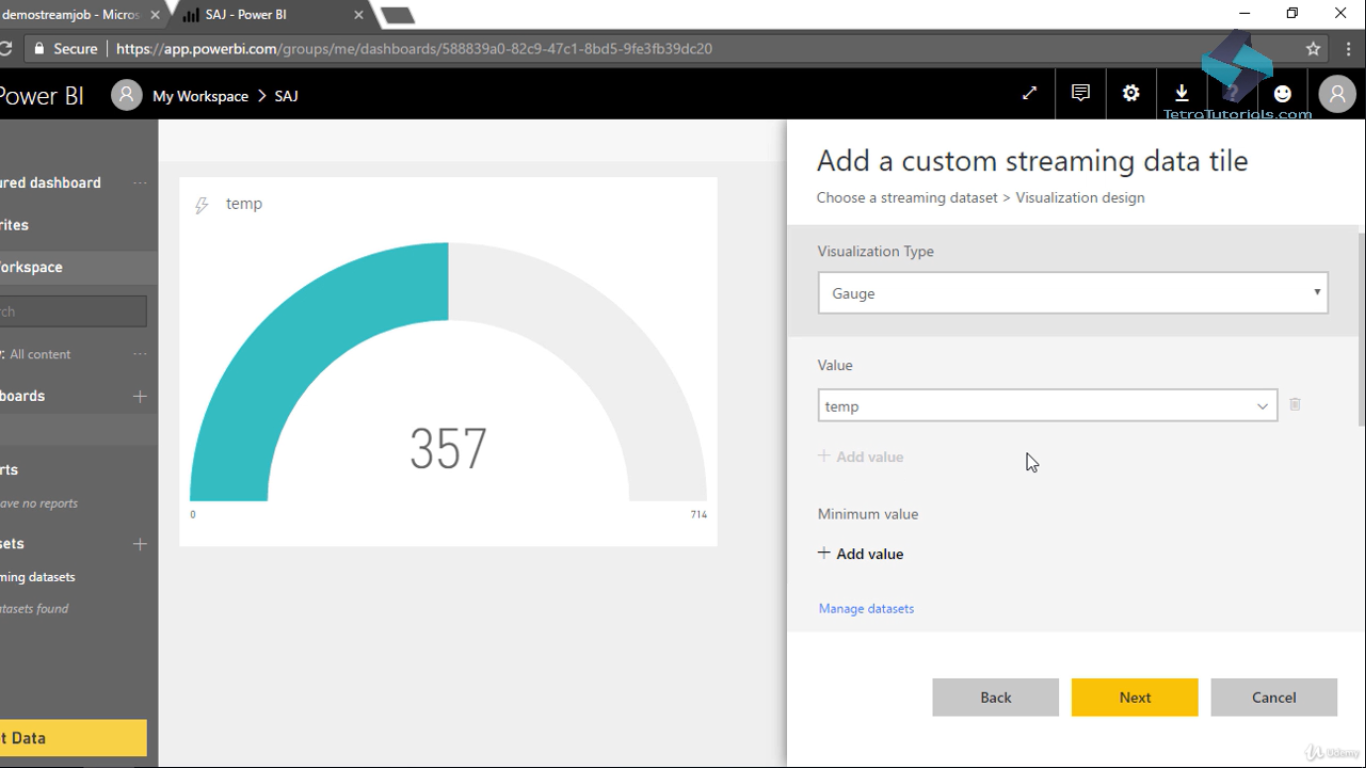 demostreamjob - Micros
SAJ - Power BI
Secure
https://app.powerbi.com/groups/me/dashboards/588839a0-82c9-47c1-8bd5-9fe3fb39dc20
Power BI
My Workspace > SAJ
?
TetraTutorials.com
ured dashboard
rites
orkspace
rch
: All content
boards
rts
ave no reports
sets
ming datasets
atasets found
t Data
temp
357
0
714
Add a custom streaming data tile
Choose a streaming dataset > Visualization design
Visualization Type
Gauge
Value
temp
+ Add value
Minimum value
+ Add value
Manage datasets
Back
Next
Cancel
Udemy